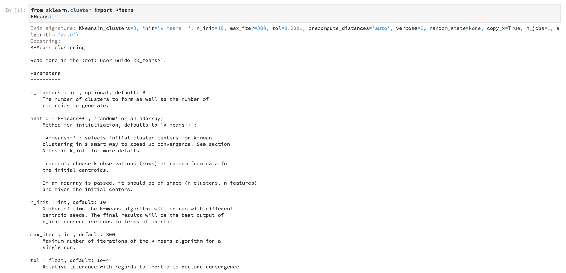 In [1]: from sklearn.cluster import KMeans
KMeans?
Init signature: KMeans(n_clusters=8, init='k-means++', n_init=10, max_iter=300, tol=0.0001, precompute_distances='auto', verbose=0, random_state=None, copy_x=True, n_jobs=1, a
lgorithm='auto')
Docstring:
K-Means clustering
Read more in the :ref:`User Guide <k_means>`.
Parameters
----------
n_clusters : int, optional, default: 8
The number of clusters to form as well as the number of
centroids to generate.
init : {'k-means++', 'random' or an ndarray}
Method for initialization, defaults to 'k-means++':
'k-means++' : selects initial cluster centers for k-mean
clustering in a smart way to speed up convergence. See section
Notes in k_init for more details.
'random': choose k observations (rows) at random from data for
the initial centroids.
If an ndarray is passed, it should be of shape (n_clusters, n_features)
and gives the initial centers.
n_init : int, default: 10
Number of time the k-means algorithm will be run with different
centroid seeds. The final results will be the best output of
n_init consecutive runs in terms of inertia.
max_iter : int, default: 300
Maximum number of iterations of the k-means algorithm for a
single run.
tol : float, default: 1e-4
Relative tolerance with regards to inertia to declare convergence